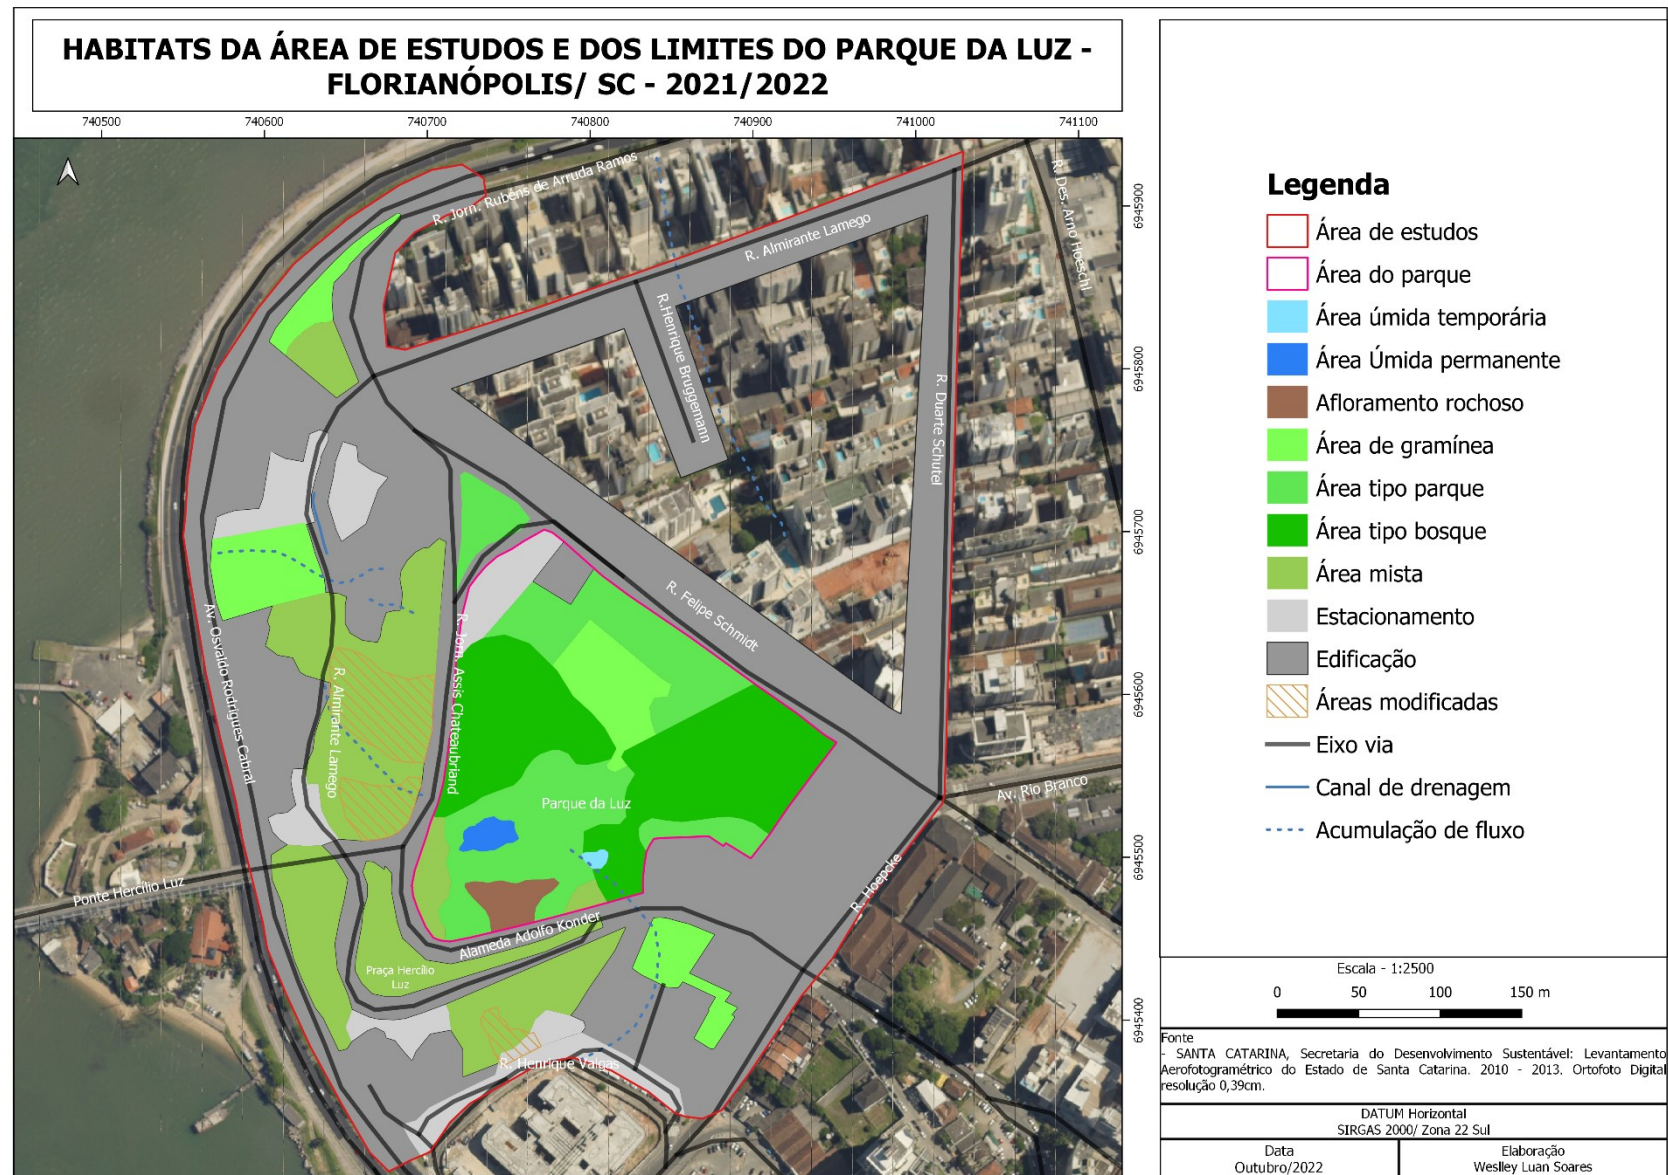 HABITATS DA ÁREA DE ESTUDOS E DOS LIMITES DO PARQUE DA LUZ -
FLORIANÓPOLIS/ SC - 2021/2022
740500
740600
740700
740800
740900
741000
741100
6945900
6945800
6945700
6945600
6945500
6945400
R. Jorn. Rubéns de Arruda Ramos
R. Almirante Lamego
R. Des. Arno Hoeschl
R.Henrique Bruggemann
R. Duarte Schutel
R. Felipe Schmidt
Av. Osvaldo Rodrigues Cabral
R. Almirante Lamego
R. Jorn. Assis Chateaubriand
Parque da Luz
Av. Rio Branco
Ponte Hercílio Luz
R. Hoepcke
Alameda Adolfo Konder
Praça Hercílio
Luz
R. Henrique Valgas
Legenda
Área de estudos
Área do parque
Área úmida temporária
Área Úmida permanente
Afloramento rochoso
Área de gramínea
Área tipo parque
Área tipo bosque
Área mista
Estacionamento
Edificação
Áreas modificadas
Eixo via
Canal de drenagem
Acumulação de fluxo
Escala - 1:2500
0 50 100 150 m
Fonte
- SANTA CATARINA, Secretaria do Desenvolvimento Sustentável: Levantamento
Aerofotogramétrico do Estado de Santa Catarina. 2010 - 2013. Ortofoto Digital
resolução 0,39cm.
DATUM Horizontal
SIRGAS 2000/ Zona 22 Sul
Data
Outubro/2022
Elaboração
Weslley Luan Soares